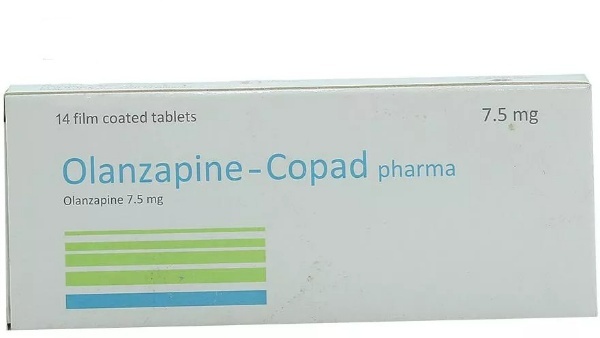 14 film coated tablets
7.5 mg
Olanzapine-Copad pharma
Olanzapine 7.5 mg